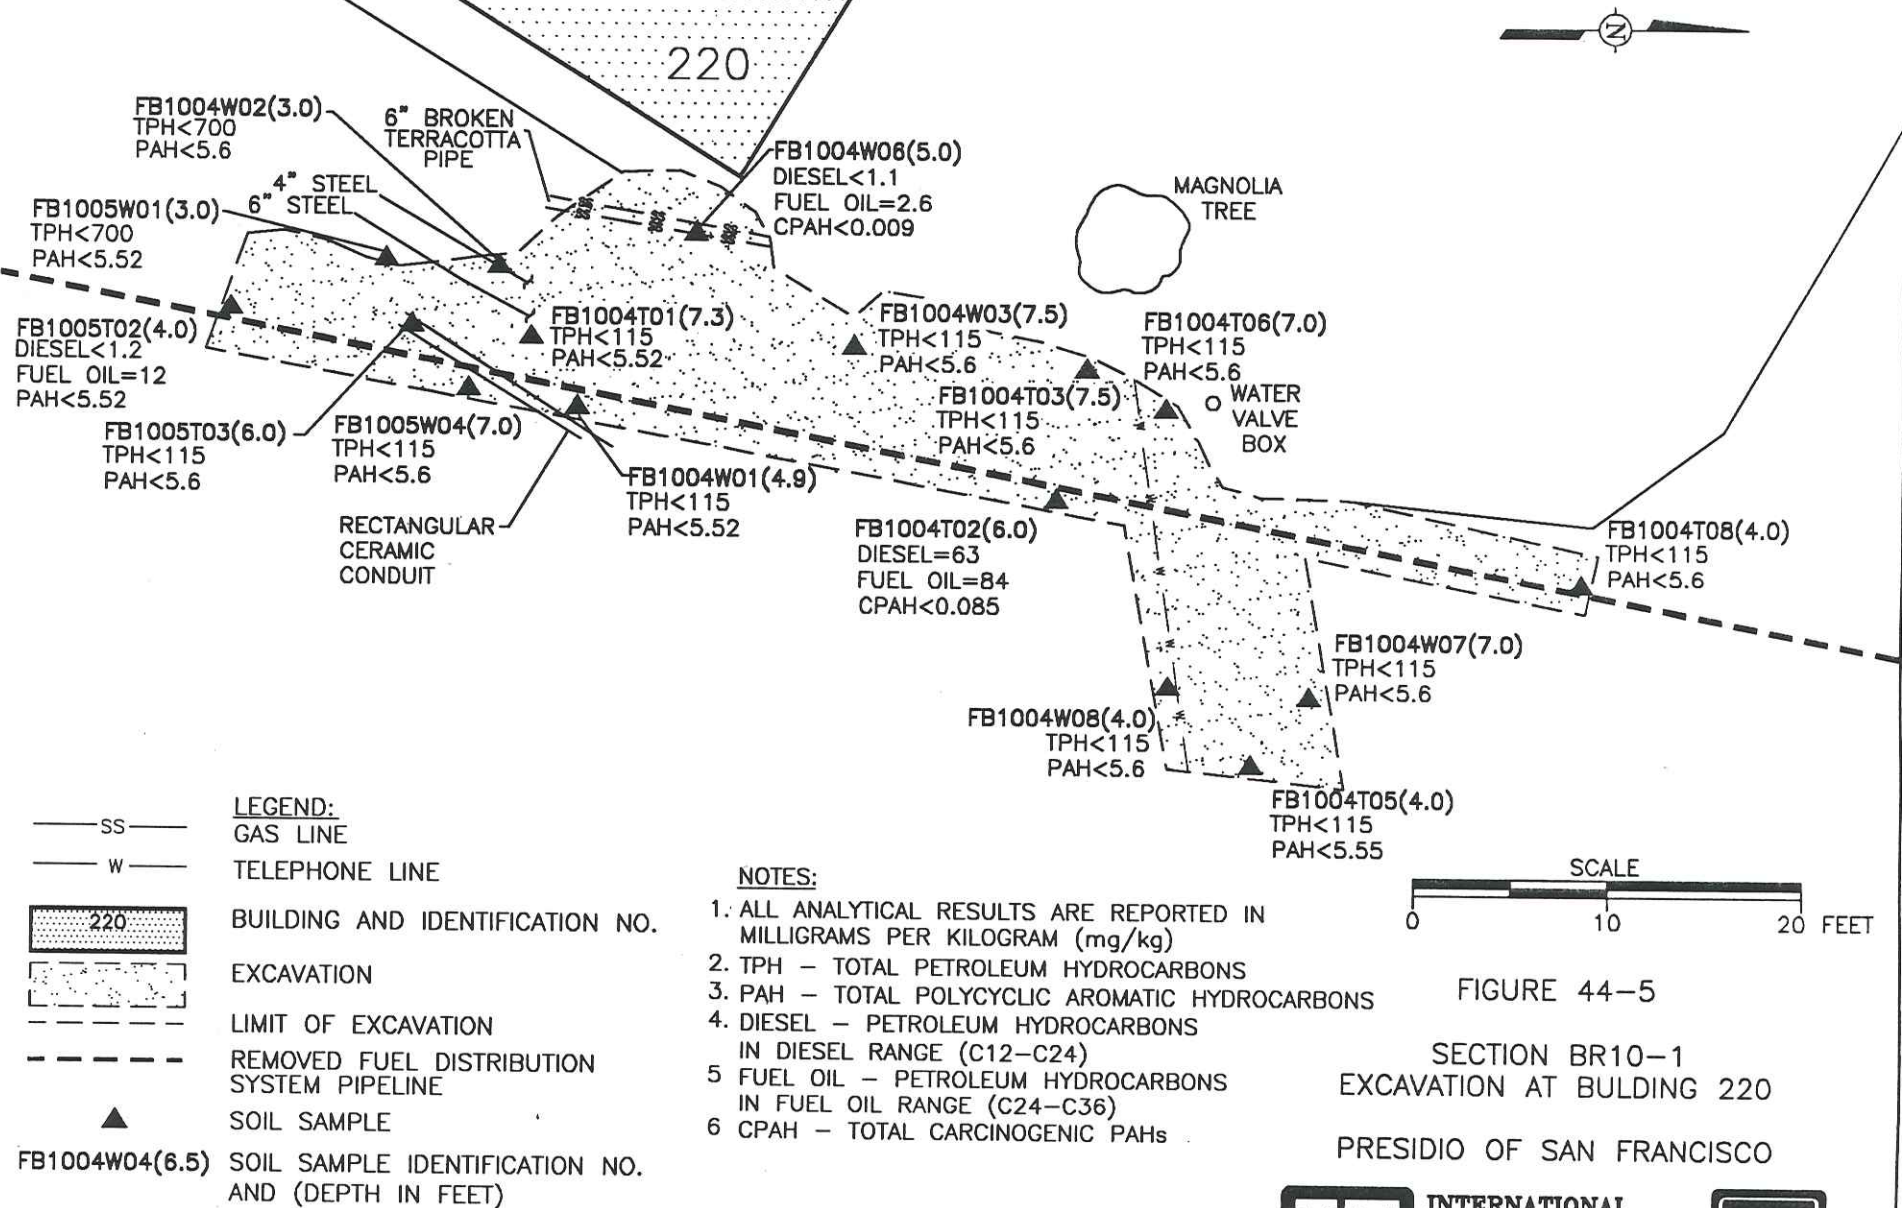 220
N
FB1004W02(3.0)
TPH<700
PAH<5.6
6" BROKEN
TERRACOTTA
PIPE
FB1004W06(5.0)
DIESEL<1.1
FUEL OIL=2.6
CPAH<0.009
MAGNOLIA
TREE
4" STEEL
6" STEEL
FB1005W01(3.0)
TPH<700
PAH<5.52
FB1005T02(4.0)
DIESEL<1.2
FUEL OIL=12
PAH<5.52
FB1004T01(7.3)
TPH<115
PAH<5.52
FB1004W03(7.5)
TPH<115
PAH<5.6
FB1004T06(7.0)
TPH<115
PAH<5.6
FB1004T03(7.5)
TPH<115
PAH<5.6
WATER
VALVE
BOX
FB1005T03(6.0)
TPH<115
PAH<5.6
FB1005W04(7.0)
TPH<115
PAH<5.6
FB1004W01(4.9)
TPH<115
PAH<5.52
RECTANGULAR
CERAMIC
CONDUIT
FB1004T02(6.0)
DIESEL=63
FUEL OIL=84
CPAH<0.085
FB1004T08(4.0)
TPH<115
PAH<5.6
W
W
W
W
FB1004W07(7.0)
TPH<115
PAH<5.6
FB1004W08(4.0)
TPH<115
PAH<5.6
FB1004T05(4.0)
TPH<115
PAH<5.55
LEGEND:
SS GAS LINE
W TELEPHONE LINE
220 BUILDING AND IDENTIFICATION NO.
EXCAVATION
LIMIT OF EXCAVATION
REMOVED FUEL DISTRIBUTION
SYSTEM PIPELINE
SOIL SAMPLE
FB1004W04(6.5) SOIL SAMPLE IDENTIFICATION NO.
AND (DEPTH IN FEET)
NOTES:
1. ALL ANALYTICAL RESULTS ARE REPORTED IN
MILLIGRAMS PER KILOGRAM (mg/kg)
2. TPH – TOTAL PETROLEUM HYDROCARBONS
3. PAH – TOTAL POLYCYCLIC AROMATIC HYDROCARBONS
4. DIESEL – PETROLEUM HYDROCARBONS
IN DIESEL RANGE (C12–C24)
5 FUEL OIL – PETROLEUM HYDROCARBONS
IN FUEL OIL RANGE (C24–C36)
6 CPAH – TOTAL CARCINOGENIC PAHs
SCALE
0 10 20 FEET
FIGURE 44–5
SECTION BR10–1
EXCAVATION AT BULDING 220
PRESIDIO OF SAN FRANCISCO
INTERNATIONAL